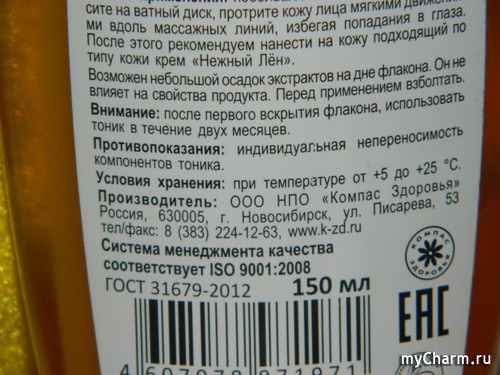 сите на ватный диск, протрите кожу лица мягкими движени
ми вдоль массажных линий, избегая попадания в глаза.
После этого рекомендуем нанести на кожу подходящий по
типу кожи крем «Нежный Лён».
Возможен небольшой осадок экстрактов на дне флакона. Он не
влияет на свойства продукта. Перед применением взболтать.
Внимание: после первого вскрытия флакона, использовать
тоник в течение двух месяцев.
Противопоказания: индивидуальная непереносимость
компонентов тоника.
Условия хранения: при температуре от +5 до +25 °С.
Производитель: ООО НПО «Компас Здоровья»
Россия, 630005, г. Новосибирск, ул. Писарева, 53
тел/факс: 8 (383) 224-12-63, www.k-zd.ru
КОМПАС ЗДОРОВЬЯ
Система менеджмента качества
соответствует ISO 9001:2008
ГОСТ 31679-2012 150 мл
EAC
4 607078 971971
myCharm.ru